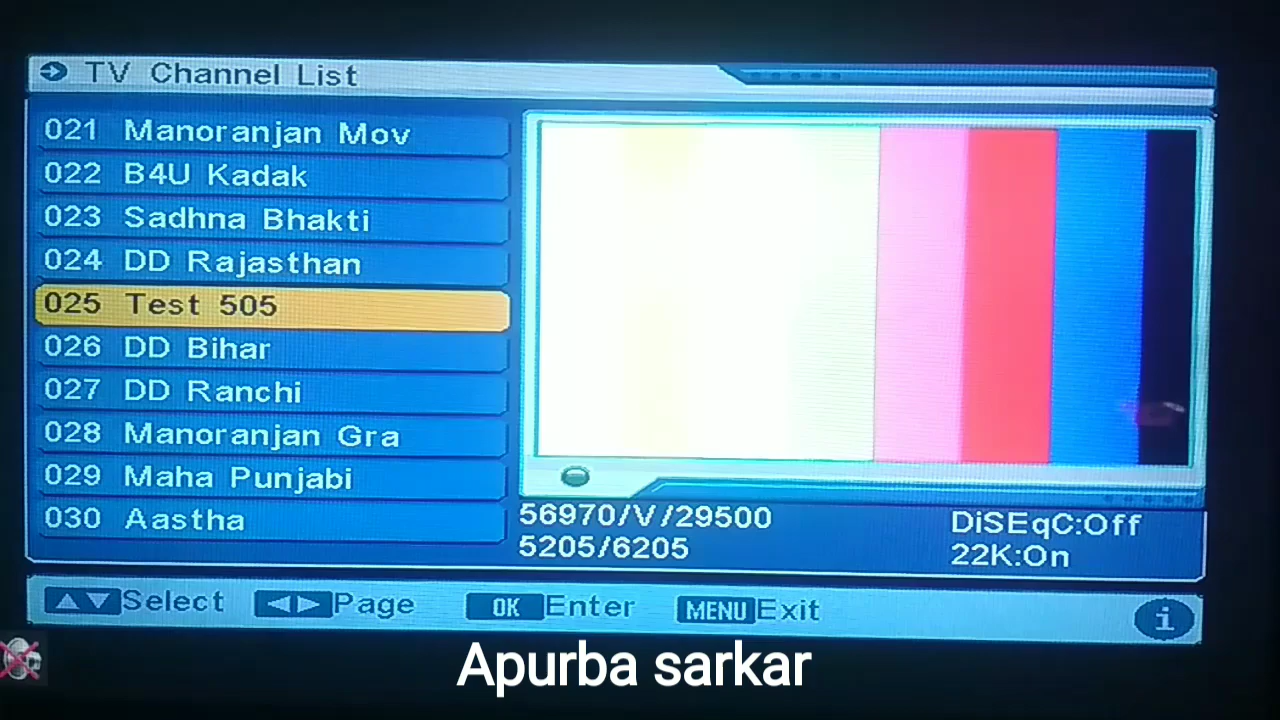 TV Channel List
021 Manoranjan Mov
022 B4U Kadak
023 Sadhna Bhakti
024 DD Rajasthan
025 Test 505
026 DD Bihar
027 DD Ranchi
028 Manoranjan Gra
029 Maha Punjabi
030 Aastha
56970/V/29500
5205/6205
DiSEqC:Off
22K:On
Select Page OK Enter MENU Exit i
Apurba sarkar